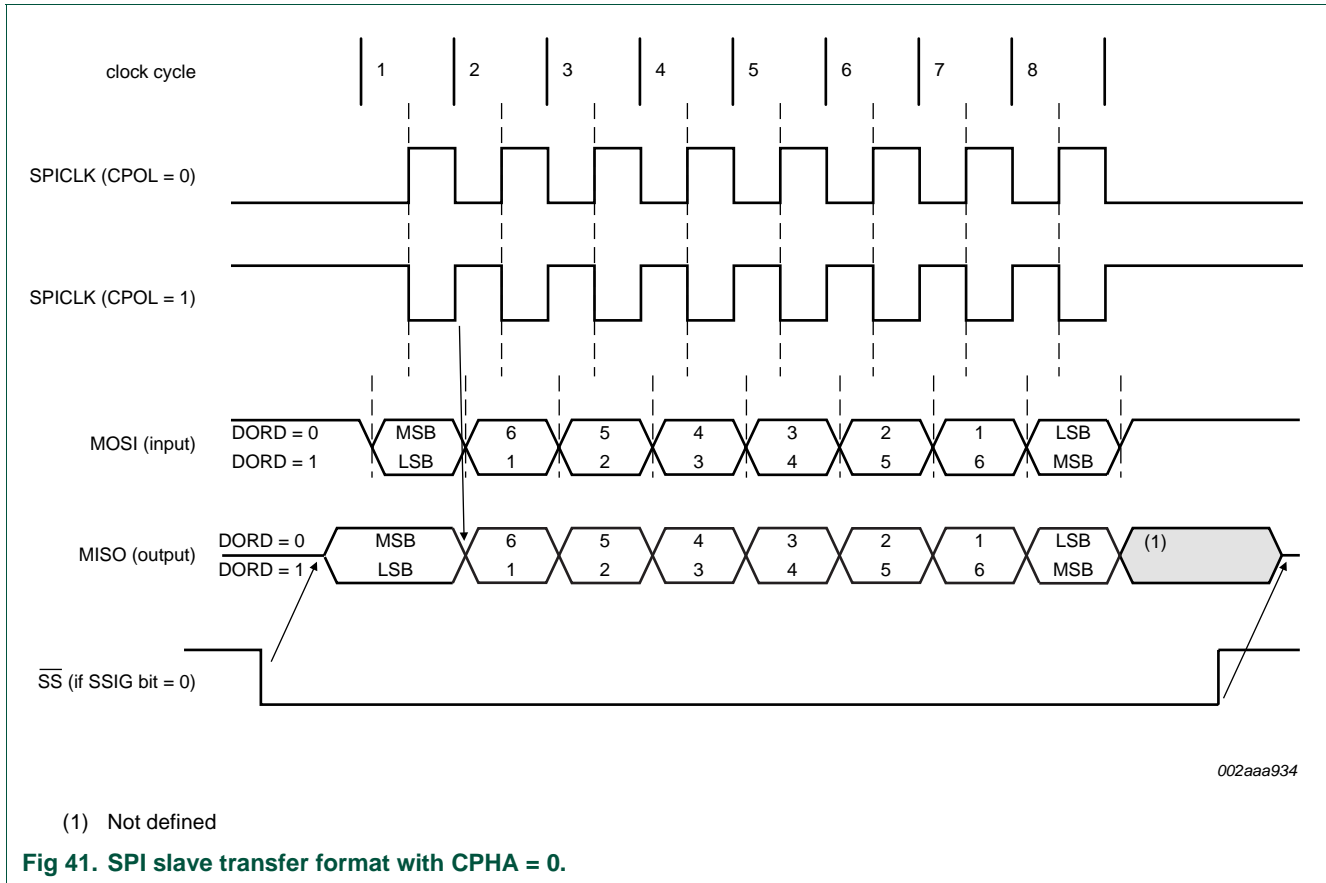 clock cycle 1 2 3 4 5 6 7 8
SPICLK (CPOL = 0)
SPICLK (CPOL = 1)
MOSI (input)
DORD = 0 MSB 6 5 4 3 2 1 LSB
DORD = 1 LSB 1 2 3 4 5 6 MSB
MISO (output)
DORD = 0 MSB 6 5 4 3 2 1 LSB (1)
DORD = 1 LSB 1 2 3 4 5 6 MSB
S̅S̅ (if SSIG bit = 0)
002aaa934
(1) Not defined
Fig 41. SPI slave transfer format with CPHA = 0.